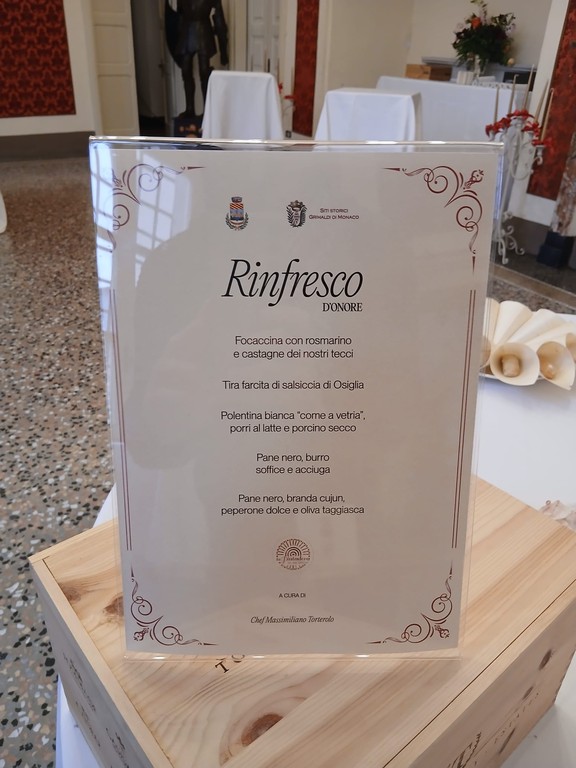 SITI STORICI
GRIMALDI DI MONACO
Rinfresco
D'ONORE
Focaccina con rosmarino
e castagne dei nostri tecci
Tira farcita di salsiccia di Osiglia
Polentina bianca "come a vetria",
porri al latte e porcino secco
Pane nero, burro
soffice e acciuga
Pane nero, branda cujun,
peperone dolce e oliva taggiasca
A CURA DI
Chef Massimiliano Torterolo